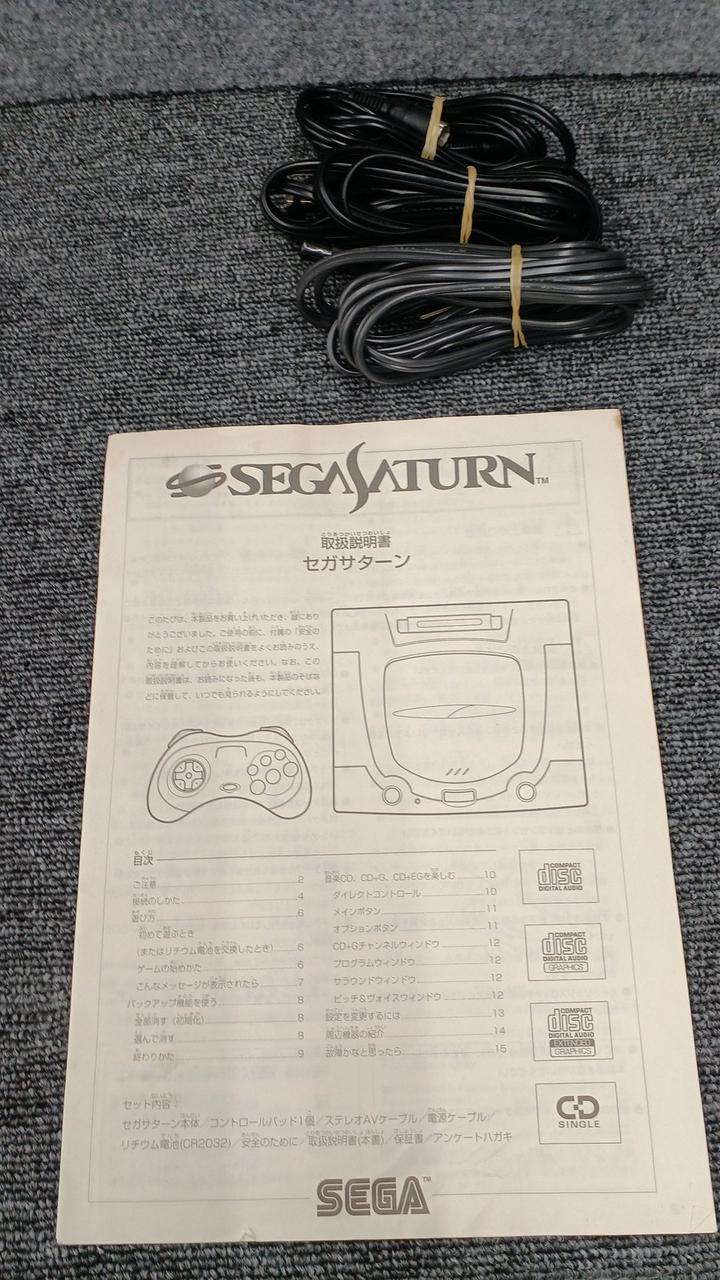 SEGA SATURN TM
とりあつかいせつめいしょ
取扱説明書
セガサターン
このたびは、本製品をお買い上げいただき、誠にあり
がとうございました。ご使用の前に、付属の「安全の
ために」およびこの取扱説明書をよくお読みのうえ、
内容を理解してからお使いください。なお、この
取扱説明書は、お読みになった後も、本製品のそばな
どに保管して、いつでも見られるようにしてください。
もくじ
目次
ご注意 2
接続のしかた 4
遊び方 6
初めて遊ぶとき
(またはリチウム電池を交換したとき) 6
ゲームの始めかた 6
こんなメッセージが表示されたら 7
バックアップ機能を使う 8
全部消す(初期化) 8
選んで消す 8
終わりかた 9
音楽CD、CD+G、CD+EGを楽しむ 10
ダイレクトコントロール 10
メインボタン 11
オプションボタン 11
CD+Gチャンネルウィンドウ 12
プログラムウィンドウ 12
サラウンドウィンドウ 12
ピッチ&ヴォイスウィンドウ 12
設定を変更するには 13
周辺機器の紹介 14
故障かなと思ったら 15
COMPACT
disc
DIGITAL AUDIO
COMPACT
disc
DIGITAL AUDIO
GRAPHICS
COMPACT
disc
DIGITAL AUDIO
EXTENDED
GRAPHICS
CD
SINGLE
セット内容:
セガサターン本体/コントロールパッド1個/ステレオAVケーブル/電源ケーブル/
リチウム電池(CR2032)/安全のために/取扱説明書(本書)/保証書/アンケートハガキ
SEGA TM